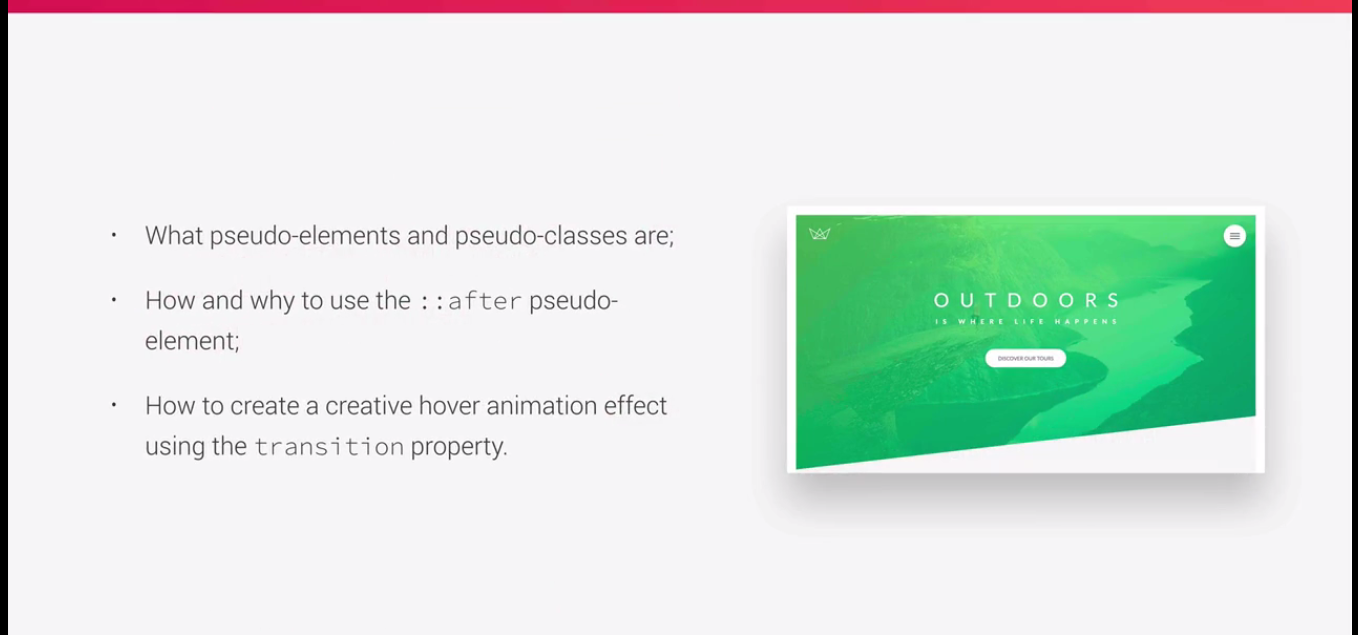 • What pseudo-elements and pseudo-classes are;
• How and why to use the ::after pseudo-
element;
• How to create a creative hover animation effect
using the transition property.
OUTDOORS
IS WHERE LIFE HAPPENS
DISCOVER OUR TOURS